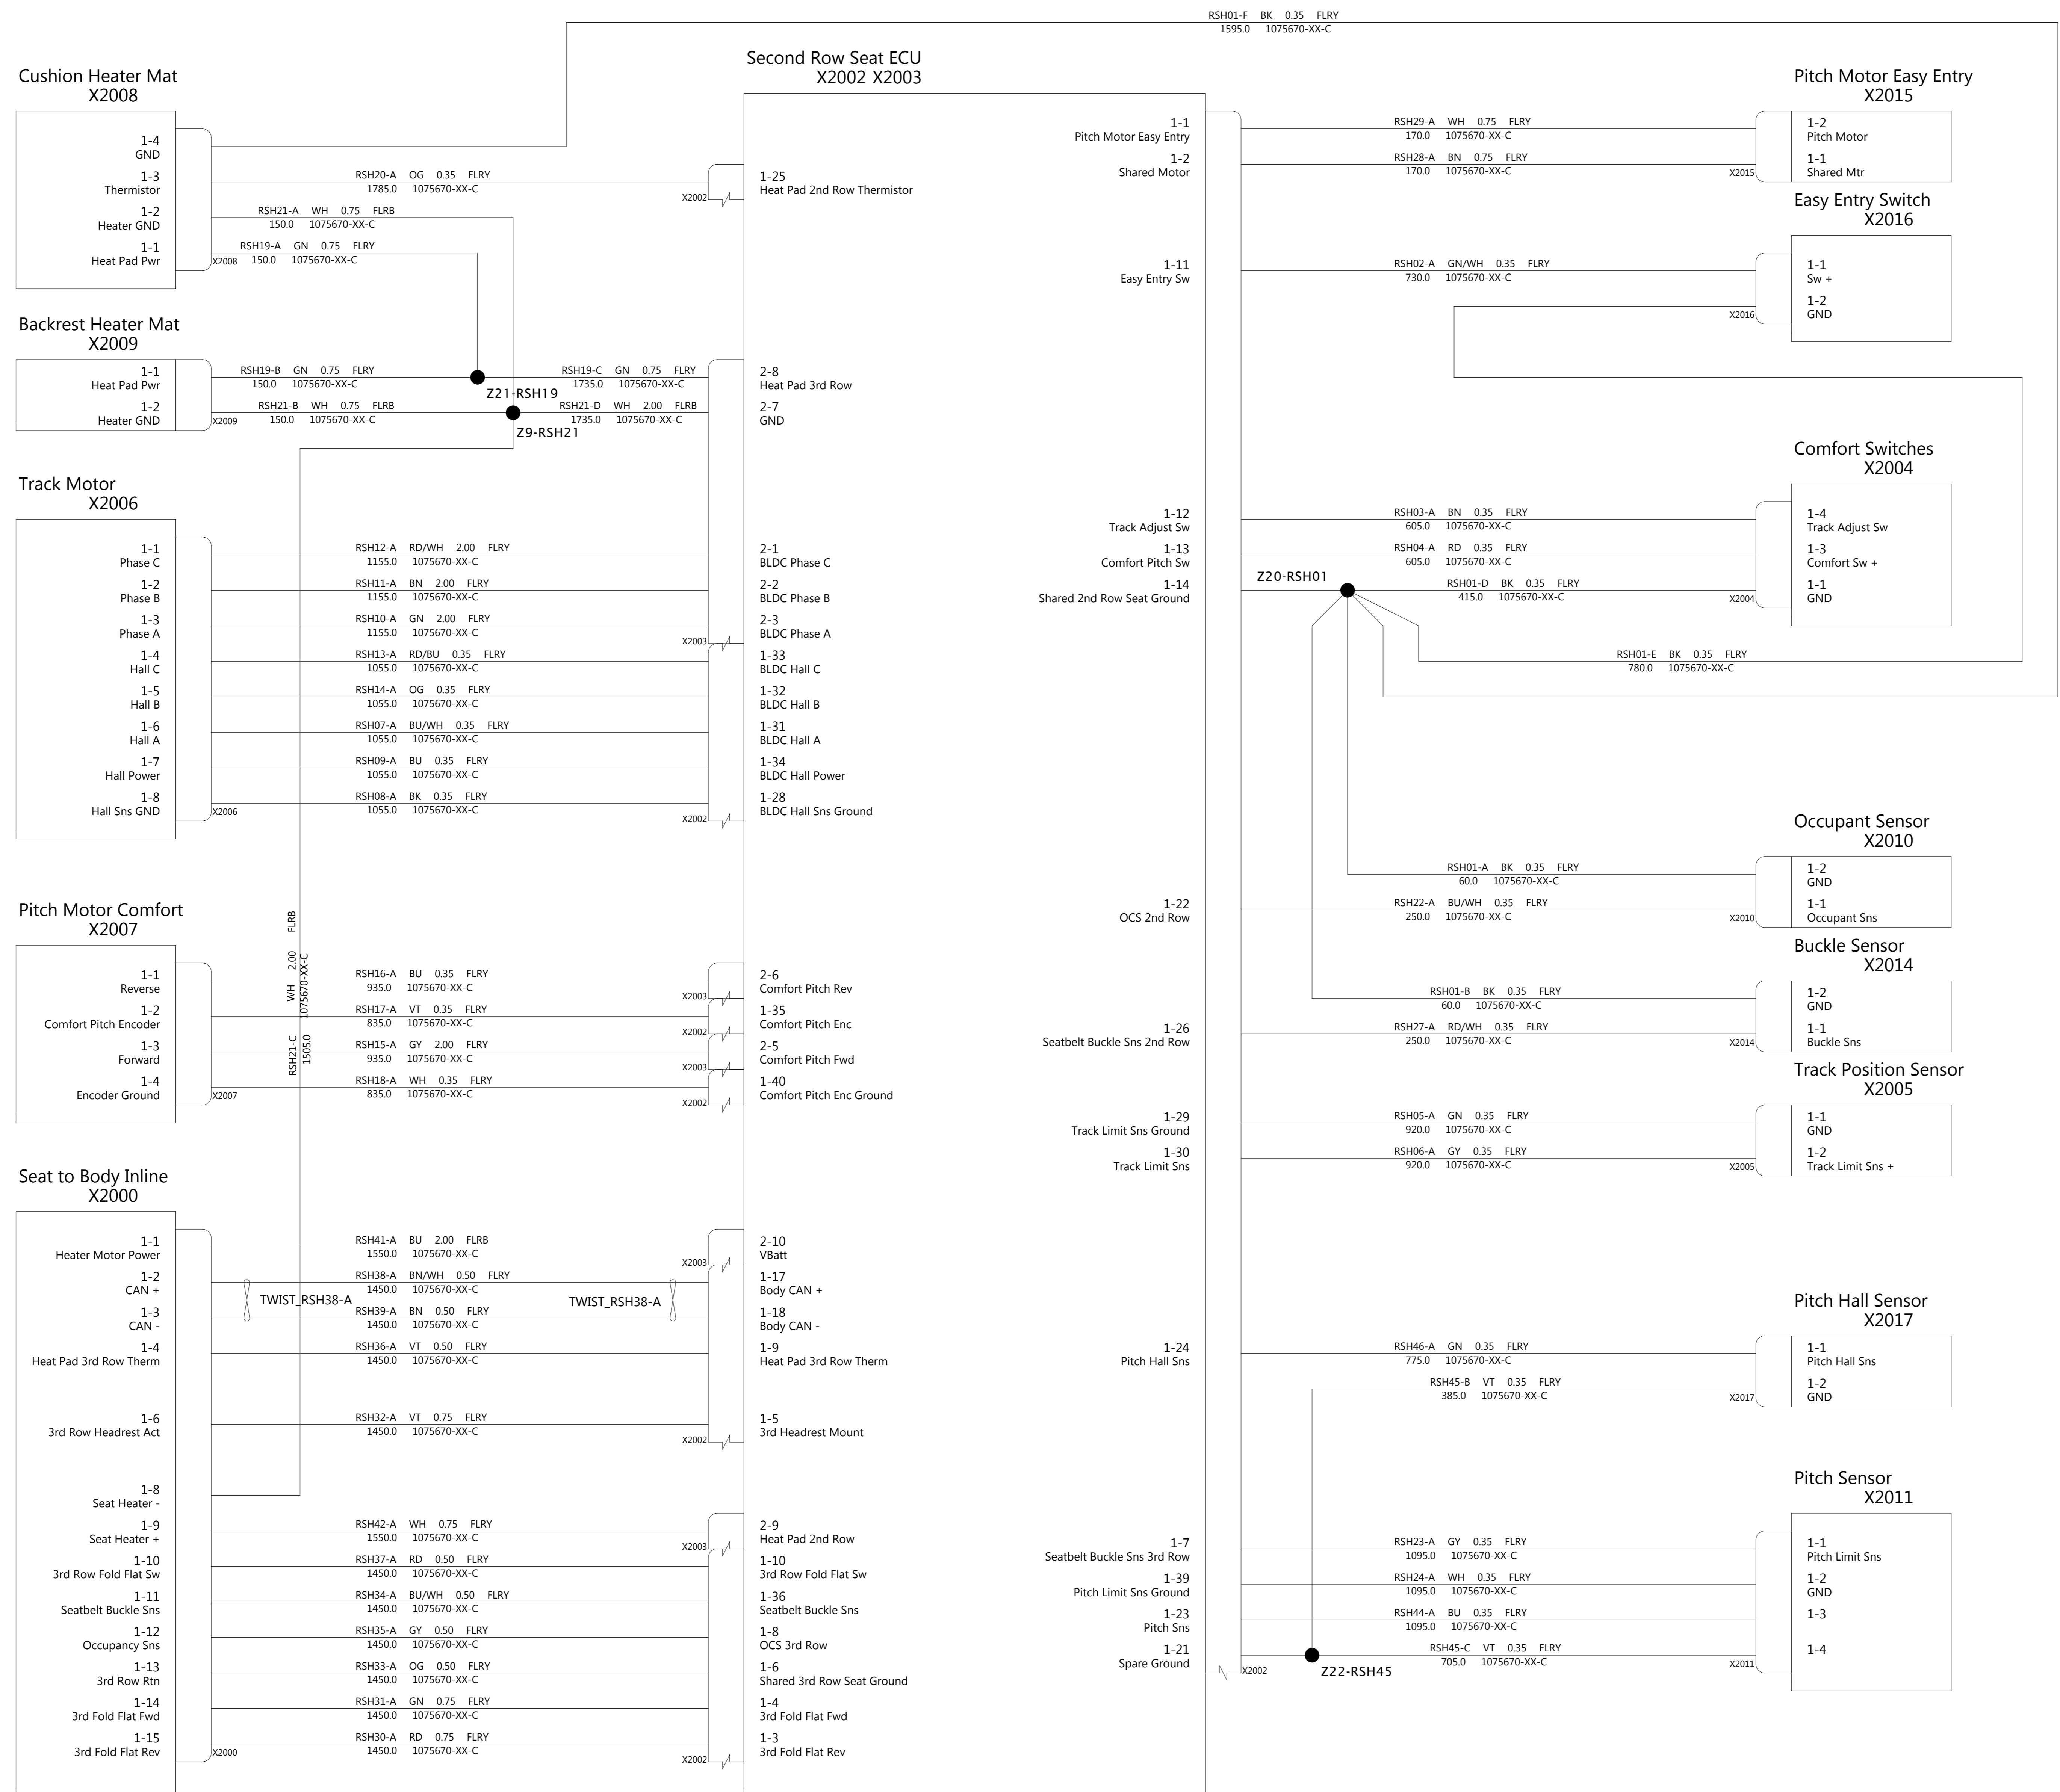 RSH01-F BK 0.35 FLRY
1595.0 1075670-XX-C
Cushion Heater Mat
X2008
1-4
GND
1-3
Thermistor
1-2
Heater GND
1-1
Heat Pad Pwr
X2008
RSH20-A OG 0.35 FLRY
1785.0 1075670-XX-C
RSH21-A WH 0.75 FLRB
150.0 1075670-XX-C
RSH19-A GN 0.75 FLRY
150.0 1075670-XX-C
Backrest Heater Mat
X2009
1-1
Heat Pad Pwr
1-2
Heater GND
X2009
RSH19-B GN 0.75 FLRY
150.0 1075670-XX-C
RSH21-B WH 0.75 FLRB
150.0 1075670-XX-C
Z21-RSH19
Z9-RSH21
RSH19-C GN 0.75 FLRY
1735.0 1075670-XX-C
RSH21-D WH 2.00 FLRB
1735.0 1075670-XX-C
Track Motor
X2006
1-1
Phase C
1-2
Phase B
1-3
Phase A
1-4
Hall C
1-5
Hall B
1-6
Hall A
1-7
Hall Power
1-8
Hall Sns GND
X2006
RSH12-A RD/WH 2.00 FLRY
1155.0 1075670-XX-C
RSH11-A BN 2.00 FLRY
1155.0 1075670-XX-C
RSH10-A GN 2.00 FLRY
1155.0 1075670-XX-C
RSH13-A RD/BU 0.35 FLRY
1055.0 1075670-XX-C
RSH14-A OG 0.35 FLRY
1055.0 1075670-XX-C
RSH07-A BU/WH 0.35 FLRY
1055.0 1075670-XX-C
RSH09-A BU 0.35 FLRY
1055.0 1075670-XX-C
RSH08-A BK 0.35 FLRY
1055.0 1075670-XX-C
Pitch Motor Comfort
X2007
1-1
Reverse
1-2
Comfort Pitch Encoder
1-3
Forward
1-4
Encoder Ground
X2007
RSH21-C WH 2.00 FLRB
1505.0 1075670-XX-C
RSH16-A BU 0.35 FLRY
935.0 1075670-XX-C
RSH17-A VT 0.35 FLRY
835.0 1075670-XX-C
RSH15-A GY 2.00 FLRY
935.0 1075670-XX-C
RSH18-A WH 0.35 FLRY
835.0 1075670-XX-C
Seat to Body Inline
X2000
1-1
Heater Motor Power
1-2
CAN +
1-3
CAN -
1-4
Heat Pad 3rd Row Therm
1-6
3rd Row Headrest Act
1-8
Seat Heater -
1-9
Seat Heater +
1-10
3rd Row Fold Flat Sw
1-11
Seatbelt Buckle Sns
1-12
Occupancy Sns
1-13
3rd Row Rtn
1-14
3rd Fold Flat Fwd
1-15
3rd Fold Flat Rev
X2000
RSH41-A BU 2.00 FLRB
1550.0 1075670-XX-C
RSH38-A BN/WH 0.50 FLRY
1450.0 1075670-XX-C
TWIST_RSH38-A
TWIST_RSH38-A
RSH39-A BN 0.50 FLRY
1450.0 1075670-XX-C
RSH36-A VT 0.50 FLRY
1450.0 1075670-XX-C
RSH32-A VT 0.75 FLRY
1450.0 1075670-XX-C
RSH42-A WH 0.75 FLRY
1550.0 1075670-XX-C
RSH37-A RD 0.50 FLRY
1450.0 1075670-XX-C
RSH34-A BU/WH 0.50 FLRY
1450.0 1075670-XX-C
RSH35-A GY 0.50 FLRY
1450.0 1075670-XX-C
RSH33-A OG 0.50 FLRY
1450.0 1075670-XX-C
RSH31-A GN 0.75 FLRY
1450.0 1075670-XX-C
RSH30-A RD 0.75 FLRY
1450.0 1075670-XX-C
Second Row Seat ECU
X2002 X2003
1-25
Heat Pad 2nd Row Thermistor
X2002
2-8
Heat Pad 3rd Row
2-7
GND
2-1
BLDC Phase C
2-2
BLDC Phase B
2-3
BLDC Phase A
X2003
1-33
BLDC Hall C
1-32
BLDC Hall B
1-31
BLDC Hall A
1-34
BLDC Hall Power
1-28
BLDC Hall Sns Ground
X2002
2-6
Comfort Pitch Rev
X2003
1-35
Comfort Pitch Enc
X2002
2-5
Comfort Pitch Fwd
X2003
1-40
Comfort Pitch Enc Ground
X2002
2-10
VBatt
X2003
1-17
Body CAN +
1-18
Body CAN -
1-9
Heat Pad 3rd Row Therm
1-5
3rd Headrest Mount
X2002
2-9
Heat Pad 2nd Row
X2003
1-10
3rd Row Fold Flat Sw
1-36
Seatbelt Buckle Sns
1-8
OCS 3rd Row
1-6
Shared 3rd Row Seat Ground
1-4
3rd Fold Flat Fwd
1-3
3rd Fold Flat Rev
X2002
1-1
Pitch Motor Easy Entry
1-2
Shared Motor
1-11
Easy Entry Sw
1-12
Track Adjust Sw
1-13
Comfort Pitch Sw
1-14
Shared 2nd Row Seat Ground
1-22
OCS 2nd Row
1-26
Seatbelt Buckle Sns 2nd Row
1-29
Track Limit Sns Ground
1-30
Track Limit Sns
1-24
Pitch Hall Sns
1-7
Seatbelt Buckle Sns 3rd Row
1-39
Pitch Limit Sns Ground
1-23
Pitch Sns
1-21
Spare Ground
X2002
RSH29-A WH 0.75 FLRY
170.0 1075670-XX-C
RSH28-A BN 0.75 FLRY
170.0 1075670-XX-C
Pitch Motor Easy Entry
X2015
1-2
Pitch Motor
1-1
Shared Mtr
X2015
RSH02-A GN/WH 0.35 FLRY
730.0 1075670-XX-C
Easy Entry Switch
X2016
1-1
Sw +
1-2
GND
X2016
Comfort Switches
X2004
RSH03-A BN 0.35 FLRY
605.0 1075670-XX-C
RSH04-A RD 0.35 FLRY
605.0 1075670-XX-C
Z20-RSH01
RSH01-D BK 0.35 FLRY
415.0 1075670-XX-C
1-4
Track Adjust Sw
1-3
Comfort Sw +
1-1
GND
X2004
RSH01-E BK 0.35 FLRY
780.0 1075670-XX-C
Occupant Sensor
X2010
RSH01-A BK 0.35 FLRY
60.0 1075670-XX-C
RSH22-A BU/WH 0.35 FLRY
250.0 1075670-XX-C
1-2
GND
1-1
Occupant Sns
X2010
Buckle Sensor
X2014
RSH01-B BK 0.35 FLRY
60.0 1075670-XX-C
RSH27-A RD/WH 0.35 FLRY
250.0 1075670-XX-C
1-2
GND
1-1
Buckle Sns
X2014
Track Position Sensor
X2005
RSH05-A GN 0.35 FLRY
920.0 1075670-XX-C
RSH06-A GY 0.35 FLRY
920.0 1075670-XX-C
1-1
GND
1-2
Track Limit Sns +
X2005
Pitch Hall Sensor
X2017
RSH46-A GN 0.35 FLRY
775.0 1075670-XX-C
RSH45-B VT 0.35 FLRY
385.0 1075670-XX-C
1-1
Pitch Hall Sns
1-2
GND
X2017
Pitch Sensor
X2011
RSH23-A GY 0.35 FLRY
1095.0 1075670-XX-C
RSH24-A WH 0.35 FLRY
1095.0 1075670-XX-C
RSH44-A BU 0.35 FLRY
1095.0 1075670-XX-C
RSH45-C VT 0.35 FLRY
705.0 1075670-XX-C
Z22-RSH45
1-1
Pitch Limit Sns
1-2
GND
1-3
1-4
X2011